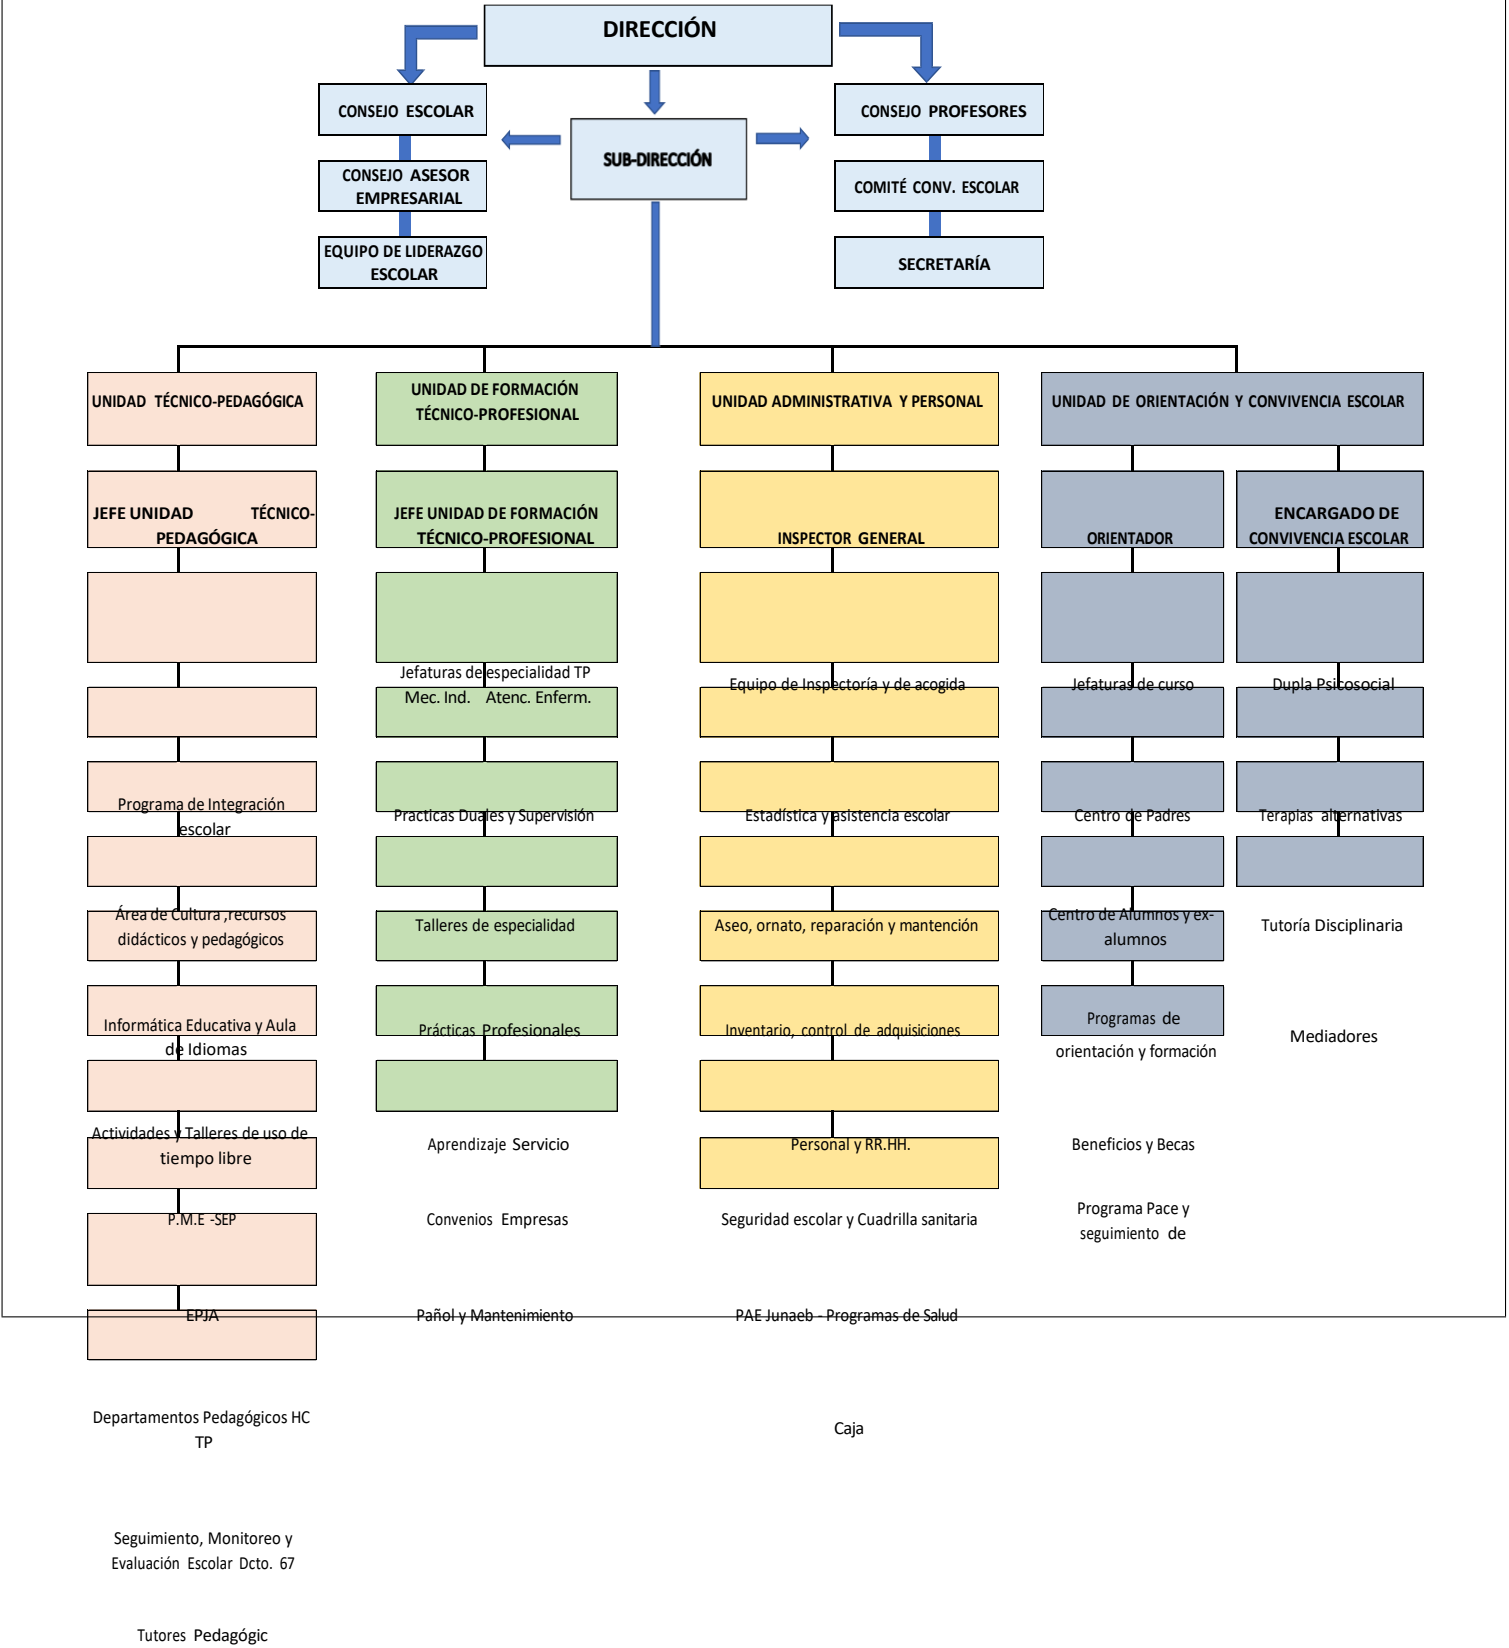 DIRECCIÓN
CONSEJO ESCOLAR
CONSEJO ASESOR
EMPRESARIAL
EQUIPO DE LIDERAZGO
ESCOLAR
SUB-DIRECCIÓN
CONSEJO PROFESORES
COMITÉ CONV. ESCOLAR
SECRETARÍA
UNIDAD TÉCNICO-PEDAGÓGICA
JEFE UNIDAD TÉCNICO-
PEDAGÓGICA
Programa de Integración
escolar
Área de Cultura ,recursos
didácticos y pedagógicos
Informática Educativa y Aula
de Idiomas
Actividades y Talleres de uso de
tiempo libre
P.M.E -SEP
EPJA
Departamentos Pedagógicos HC
TP
Seguimiento, Monitoreo y
Evaluación Escolar Dcto. 67
Tutores Pedagógic
UNIDAD DE FORMACIÓN
TÉCNICO-PROFESIONAL
JEFE UNIDAD DE FORMACIÓN
TÉCNICO-PROFESIONAL
Jefaturas de especialidad TP
Mec. Ind. Atenc. Enferm.
Practicas Duales y Supervisión
Talleres de especialidad
Prácticas Profesionales
Aprendizaje Servicio
Convenios Empresas
Pañol y Mantenimiento
UNIDAD ADMINISTRATIVA Y PERSONAL
INSPECTOR GENERAL
Equipo de Inspectoría y de acogida
Estadística y asistencia escolar
Aseo, ornato, reparación y mantención
Inventario, control de adquisiciones
Personal y RR.HH.
Seguridad escolar y Cuadrilla sanitaria
PAE Junaeb - Programas de Salud
Caja
UNIDAD DE ORIENTACIÓN Y CONVIVENCIA ESCOLAR
ORIENTADOR
Jefaturas de curso
Centro de Padres
Centro de Alumnos y ex-
alumnos
Programas de
orientación y formación
Beneficios y Becas
Programa Pace y
seguimiento de
ENCARGADO DE
CONVIVENCIA ESCOLAR
Dupla Psicosocial
Terapias alternativas
Tutoría Disciplinaria
Mediadores